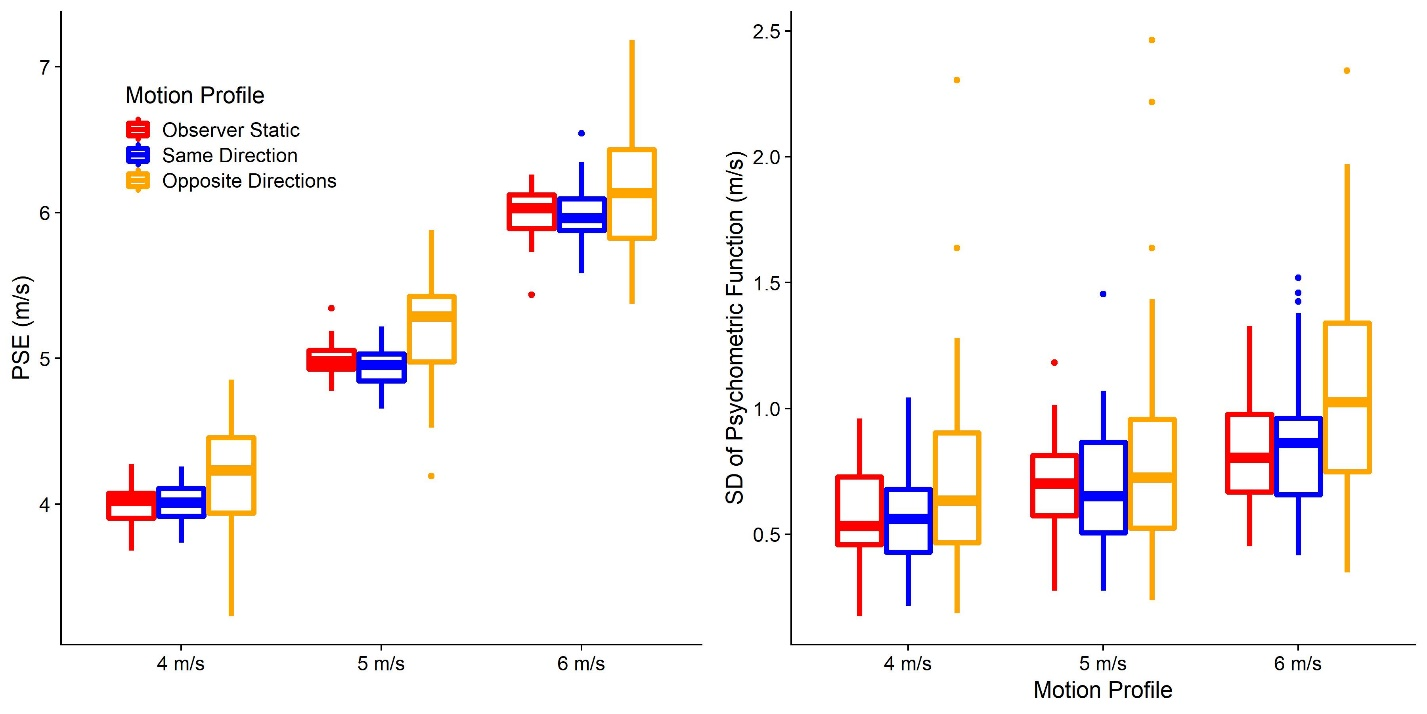 7
6
5
4
PSE (m/s)
Motion Profile
Observer Static
Same Direction
Opposite Directions
4 m/s
5 m/s
6 m/s
2.5
2.0
1.5
1.0
0.5
SD of Psychometric Function (m/s)
4 m/s
5 m/s
6 m/s
Motion Profile